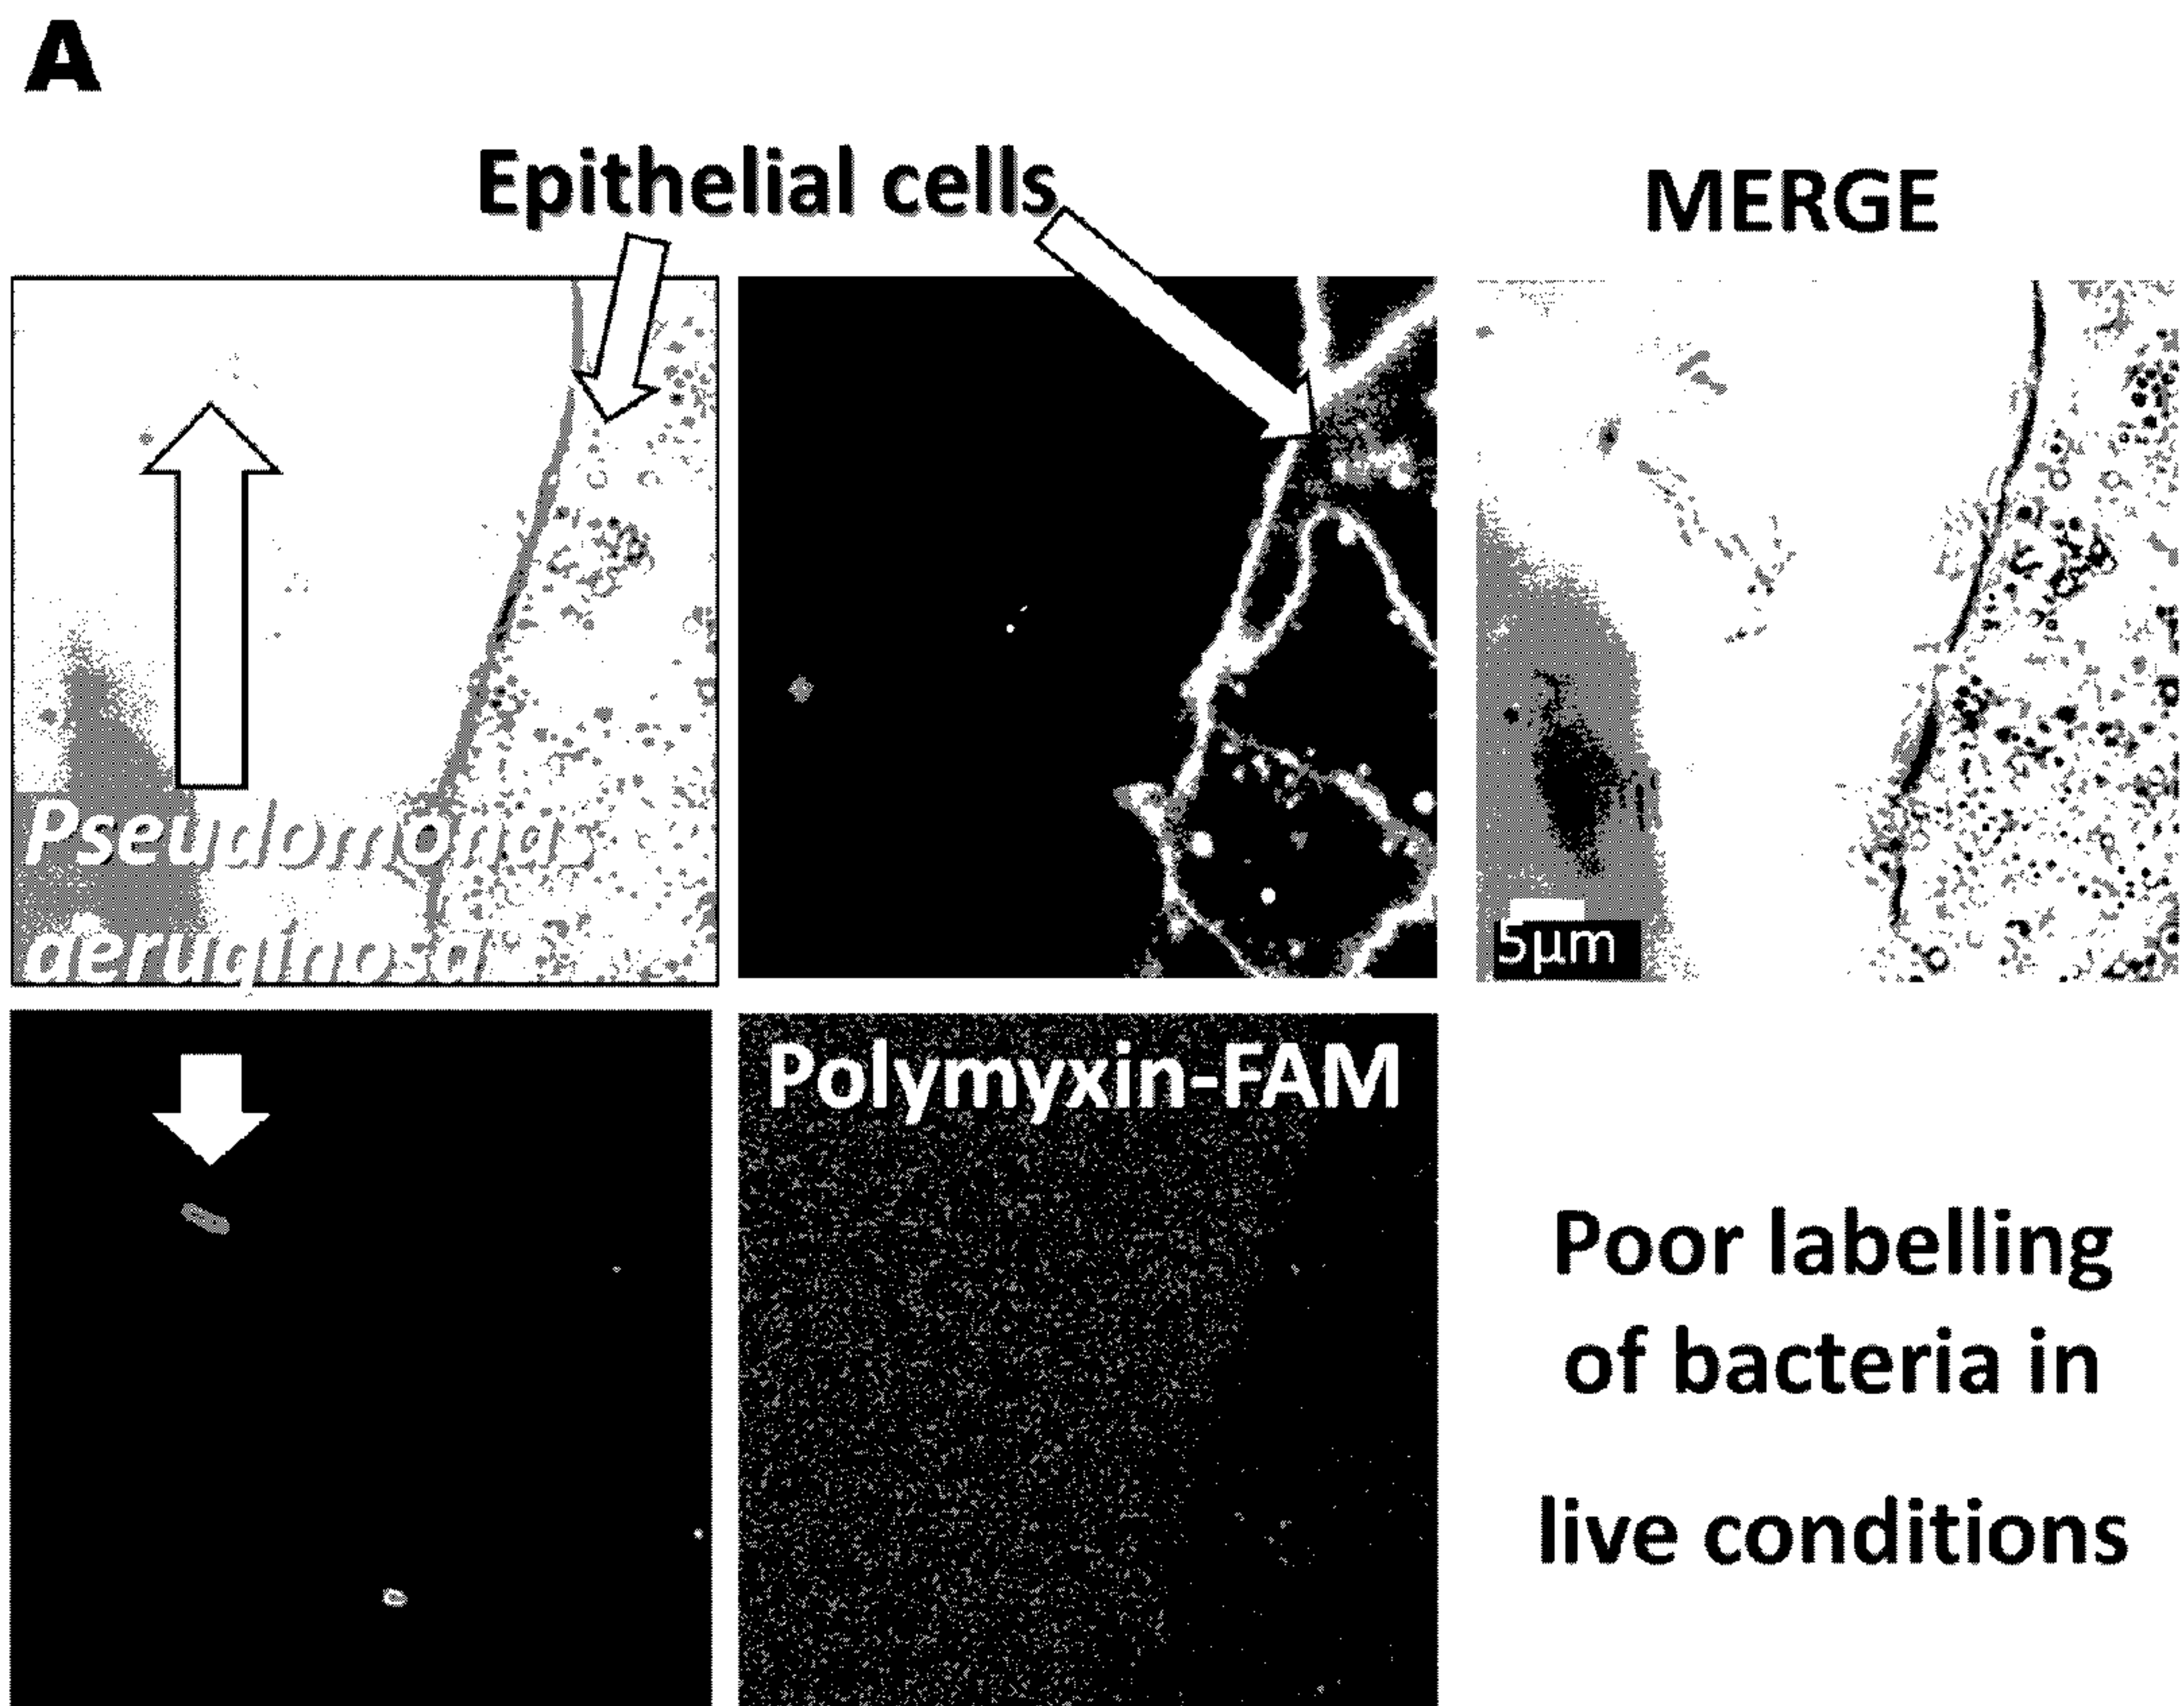 A
Epithelial cells
MERGE
Pseudomonas
aeruginosa
5µm
Polymyxin-FAM
Poor labelling
of bacteria in
live conditions